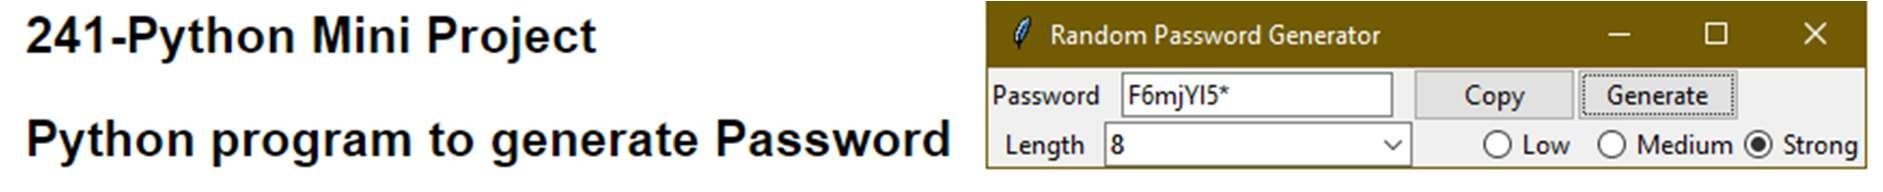 241-Python Mini Project
Python program to generate Password
Random Password Generator
Password F6mjYI5* Copy Generate
Length 8 Low Medium Strong